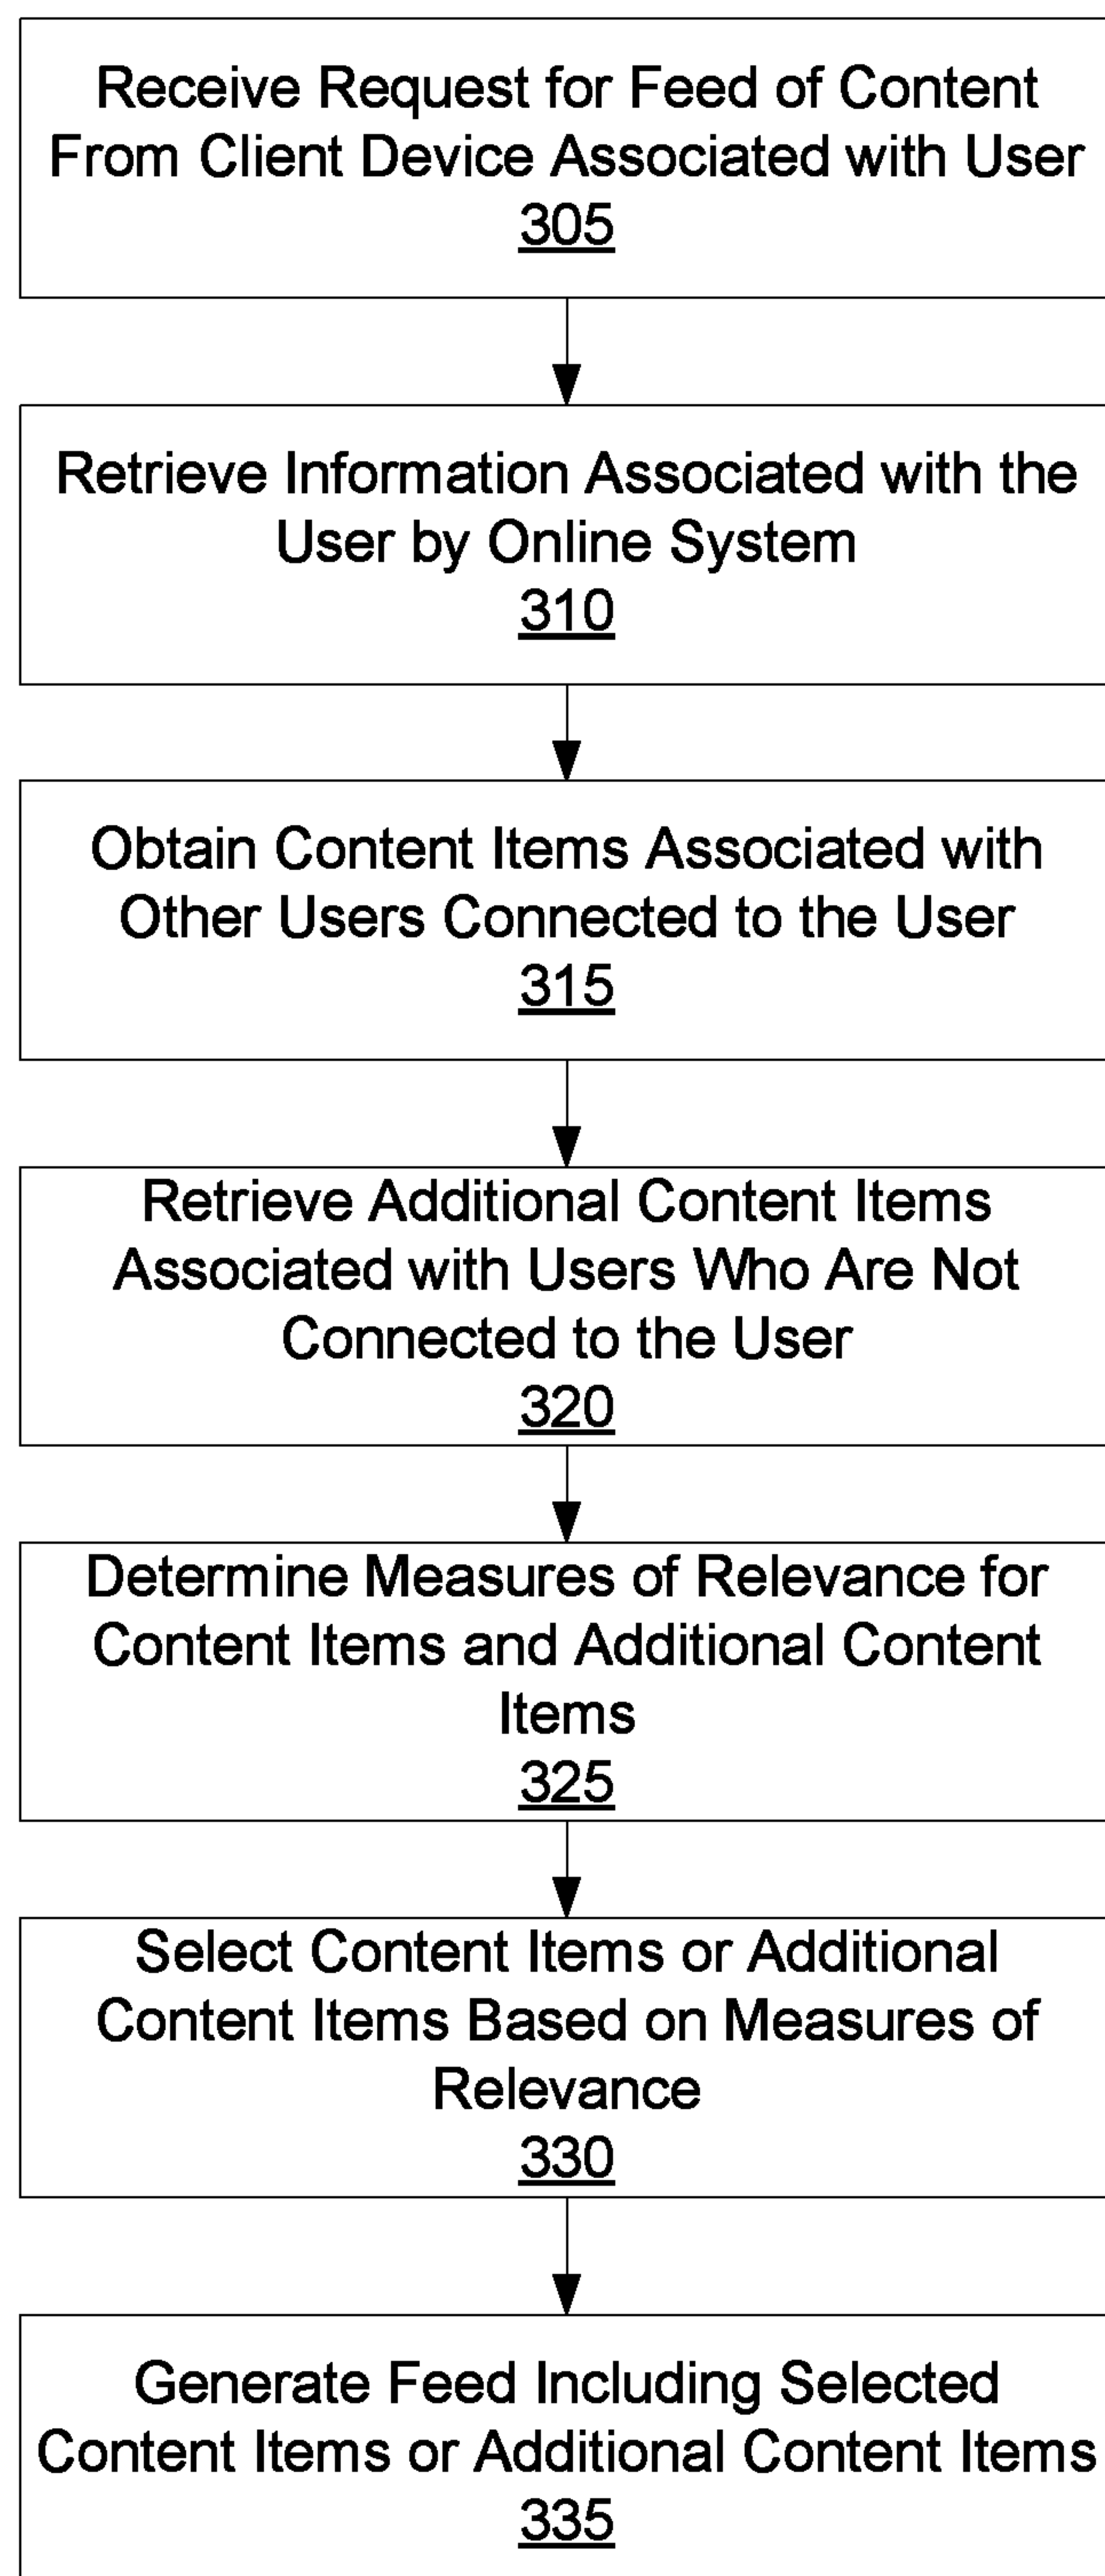 Receive Request for Feed of Content
From Client Device Associated with User
305
Retrieve Information Associated with the
User by Online System
310
Obtain Content Items Associated with
Other Users Connected to the User
315
Retrieve Additional Content Items
Associated with Users Who Are Not
Connected to the User
320
Determine Measures of Relevance for
Content Items and Additional Content
Items
325
Select Content Items or Additional
Content Items Based on Measures of
Relevance
330
Generate Feed Including Selected
Content Items or Additional Content Items
335